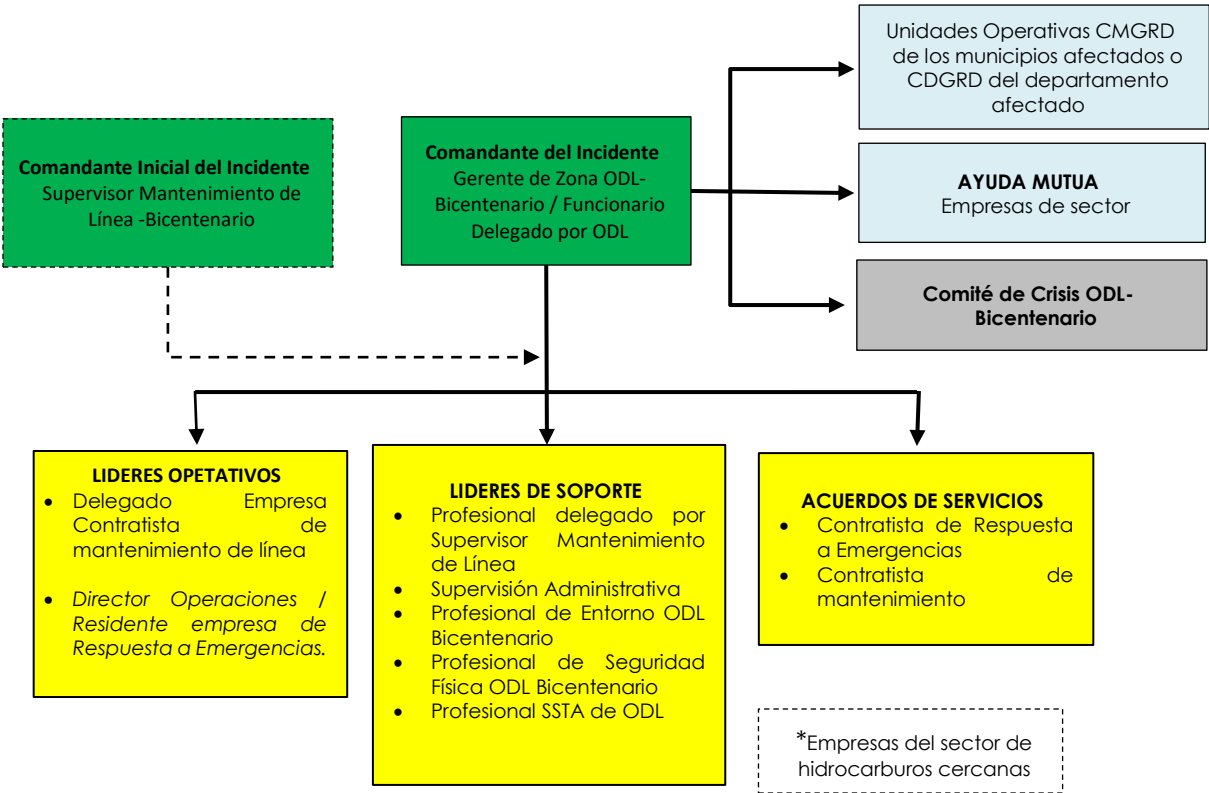 Unidades Operativas CMGRD
de los municipios afectados o
CDGRD del departamento
afectado
Comandante Inicial del Incidente
Supervisor Mantenimiento de
Línea -Bicentenario
Comandante del Incidente
Gerente de Zona ODL-
Bicentenario / Funcionario
Delegado por ODL
AYUDA MUTUA
Empresas de sector
Comité de Crisis ODL-
Bicentenario
LIDERES OPETATIVOS
• Delegado Empresa
Contratista de
mantenimiento de línea
• Director Operaciones /
Residente empresa de
Respuesta a Emergencias.
LIDERES DE SOPORTE
• Profesional delegado por
Supervisor Mantenimiento
de Línea
• Supervisión Administrativa
• Profesional de Entorno ODL
Bicentenario
• Profesional de Seguridad
Física ODL Bicentenario
• Profesional SSTA de ODL
ACUERDOS DE SERVICIOS
• Contratista de Respuesta
a Emergencias
• Contratista de
mantenimiento
*Empresas del sector de
hidrocarburos cercanas